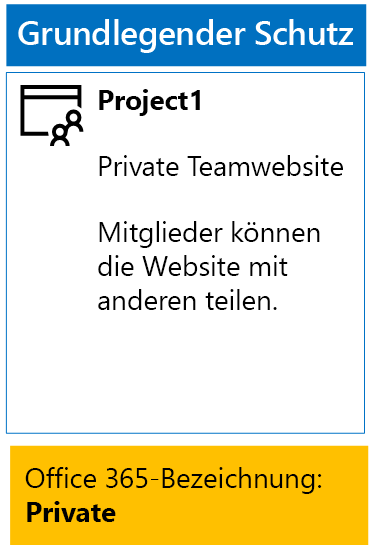 Grundlegender Schutz
Project1
Private Teamwebsite
Mitglieder können
die Website mit
anderen teilen.
Office 365-Bezeichnung:
Private